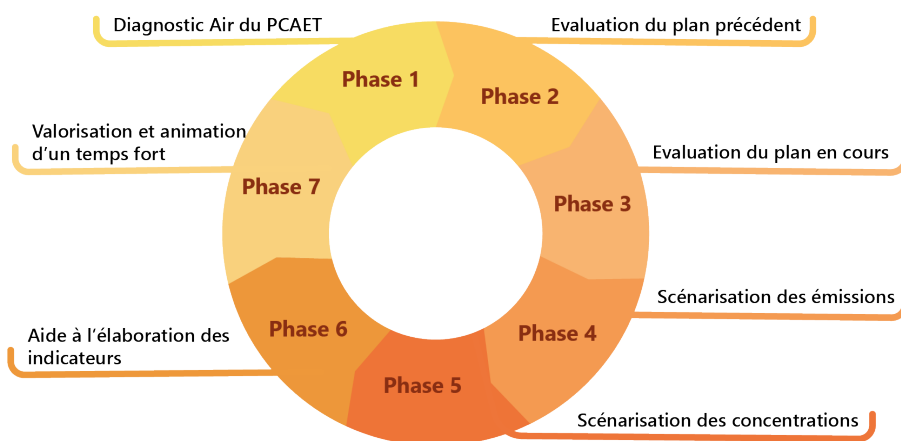 Diagnostic Air du PCAET
Phase 1
Evaluation du plan précédent
Phase 2
Evaluation du plan en cours
Phase 3
Scénarisation des émissions
Phase 4
Scénarisation des concentrations
Phase 5
Aide à l’élaboration des
indicateurs
Phase 6
Valorisation et animation
d’un temps fort
Phase 7